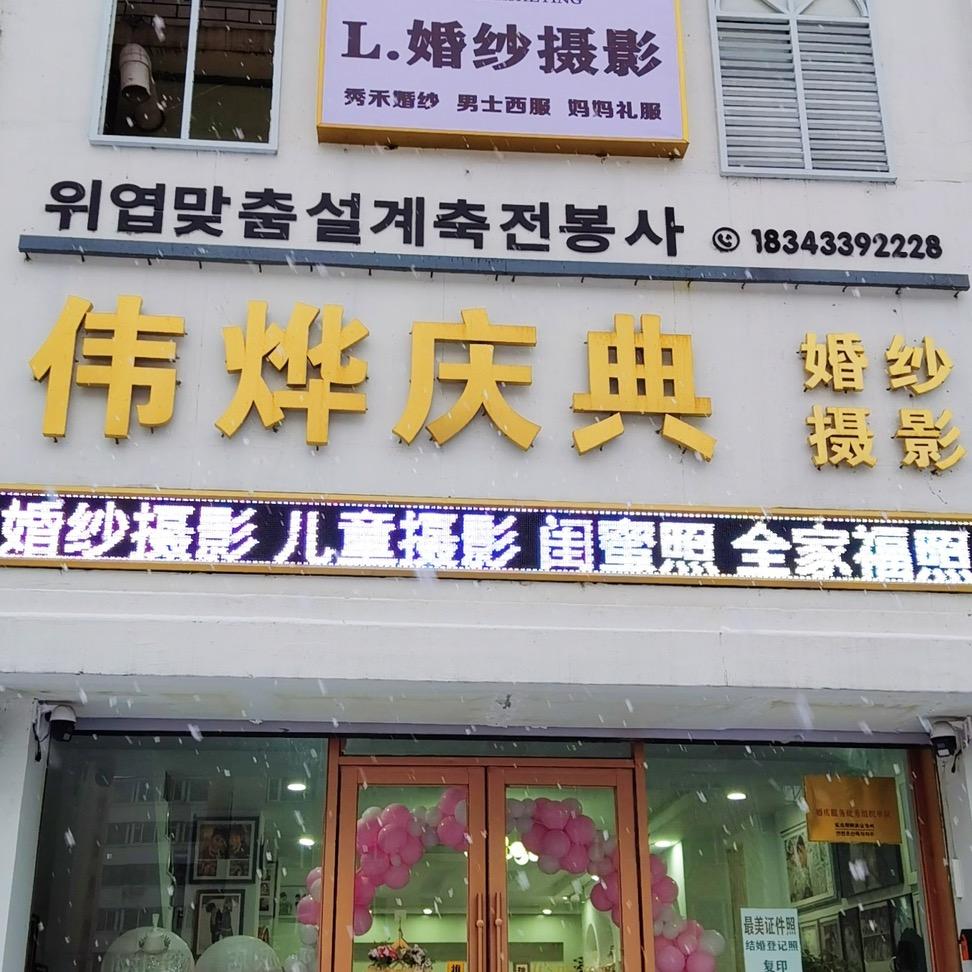 L.婚纱摄影
秀禾婚纱 男士西服 妈妈礼服
위엽맞춤설계축전봉사 18343392228
伟烨庆典
婚纱
摄影
婚纱摄影 儿童摄影 闺蜜照 全家福照
最美证件照
结婚登记照
复印
推